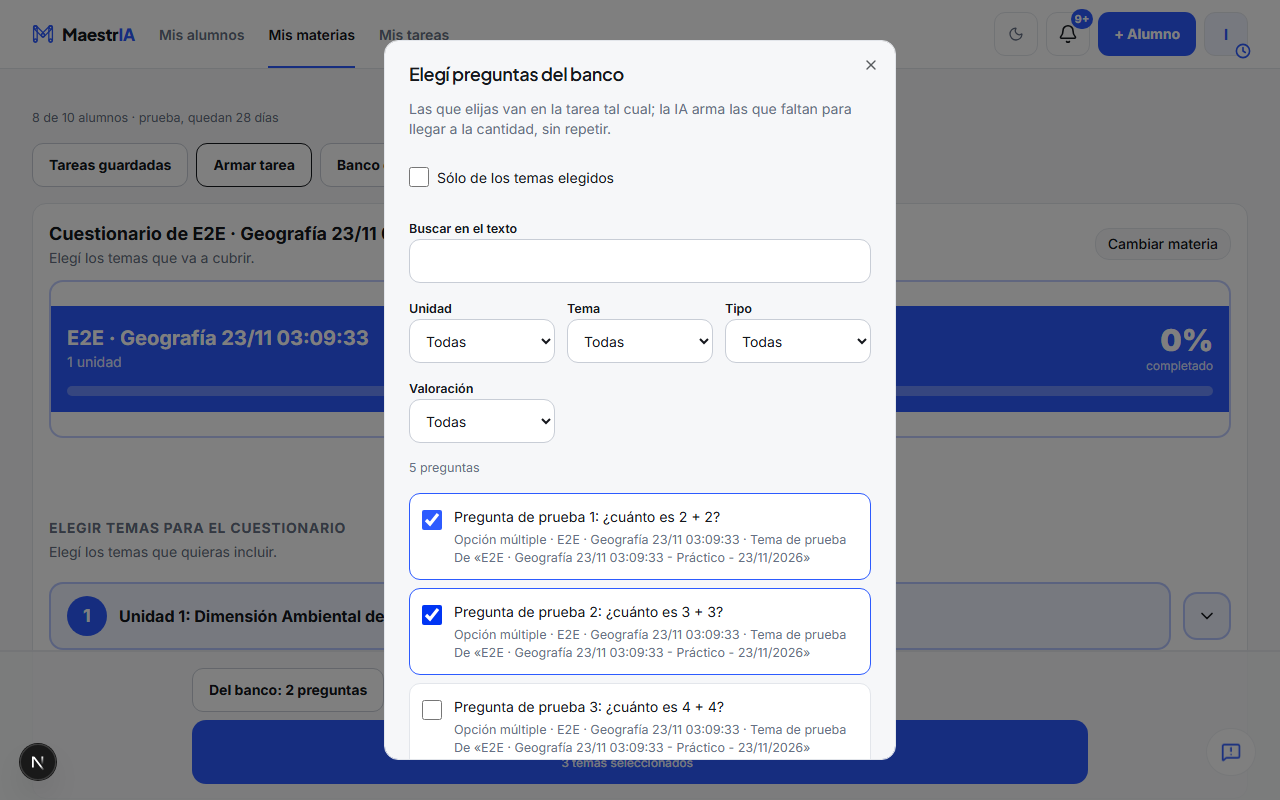 MaestrIA
Mis alumnos
Mis materias
Mis tareas
9+
+ Alumno
I
8 de 10 alumnos · prueba, quedan 28 días
Tareas guardadas
Armar tarea
Banco
Cuestionario de E2E · Geografía 23/11
Elegí los temas que va a cubrir.
Cambiar materia
E2E · Geografía 23/11 03:09:33
1 unidad
0%
completado
ELEGIR TEMAS PARA EL CUESTIONARIO
Elegí los temas que quieras incluir.
1
Unidad 1: Dimensión Ambiental de
Del banco: 2 preguntas
3 temas seleccionados
N
Elegí preguntas del banco
Las que elijas van en la tarea tal cual; la IA arma las que faltan para
llegar a la cantidad, sin repetir.
Sólo de los temas elegidos
Buscar en el texto
Unidad
Tema
Tipo
Todas
Todas
Todas
Valoración
Todas
5 preguntas
Pregunta de prueba 1: ¿cuánto es 2 + 2?
Opción múltiple · E2E · Geografía 23/11 03:09:33 · Tema de prueba
De «E2E · Geografía 23/11 03:09:33 - Práctico - 23/11/2026»
Pregunta de prueba 2: ¿cuánto es 3 + 3?
Opción múltiple · E2E · Geografía 23/11 03:09:33 · Tema de prueba
De «E2E · Geografía 23/11 03:09:33 - Práctico - 23/11/2026»
Pregunta de prueba 3: ¿cuánto es 4 + 4?
Opción múltiple · E2E · Geografía 23/11 03:09:33 · Tema de prueba
De «E2E · Geografía 23/11 03:09:33 - Práctico - 23/11/2026»